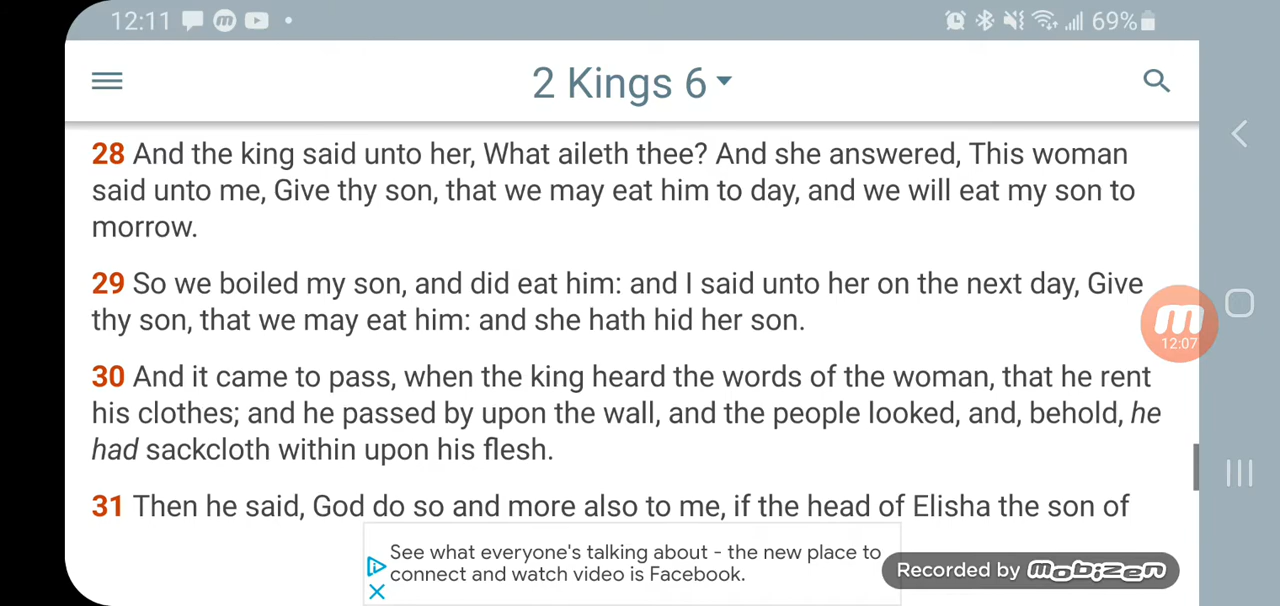 12:11 69%
2 Kings 6
28 And the king said unto her, What aileth thee? And she answered, This woman
said unto me, Give thy son, that we may eat him to day, and we will eat my son to
morrow.
29 So we boiled my son, and did eat him: and I said unto her on the next day, Give
thy son, that we may eat him: and she hath hid her son.
12:07
30 And it came to pass, when the king heard the words of the woman, that he rent
his clothes; and he passed by upon the wall, and the people looked, and, behold, he
had sackcloth within upon his flesh.
31 Then he said, God do so and more also to me, if the head of Elisha the son of
See what everyone's talking about - the new place to
connect and watch video is Facebook.
Recorded by mobizen